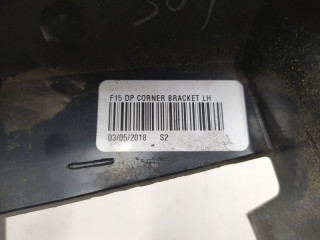 F15 DP CORNER BRACKET LH
03/05/2018 S2